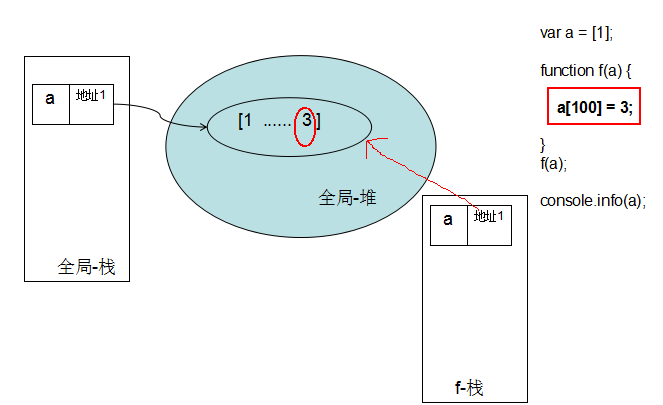 a 地址1
全局-栈
[1 ...... 3 ]
全局-堆
a 地址1
f-栈
var a = [1];
function f(a) {
a[100] = 3;
}
f(a);
console.info(a);